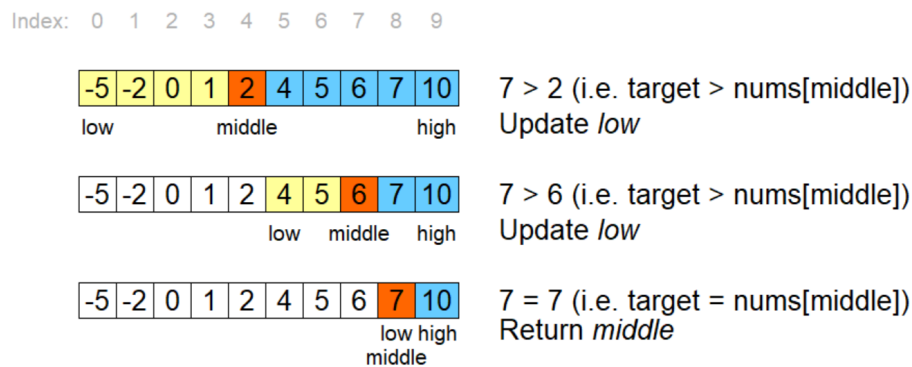 Index: 0 1 2 3 4 5 6 7 8 9
-5 -2 0 1 2 4 5 6 7 10 7 > 2 (i.e. target > nums[middle])
low middle high Update low
-5 -2 0 1 2 4 5 6 7 10 7 > 6 (i.e. target > nums[middle])
low middle high Update low
-5 -2 0 1 2 4 5 6 7 10 7 = 7 (i.e. target = nums[middle])
low high Return middle
middle